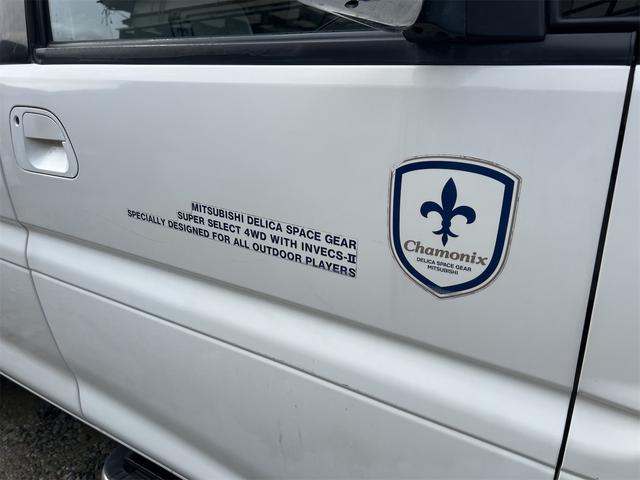 MITSUBISHI DELICA SPACE GEAR
SUPER SELECT 4WD WITH INVECS-II
SPECIALLY DESIGNED FOR ALL OUTDOOR PLAYERS
Chamonix
DELICA SPACE GEAR
MITSUBISHI